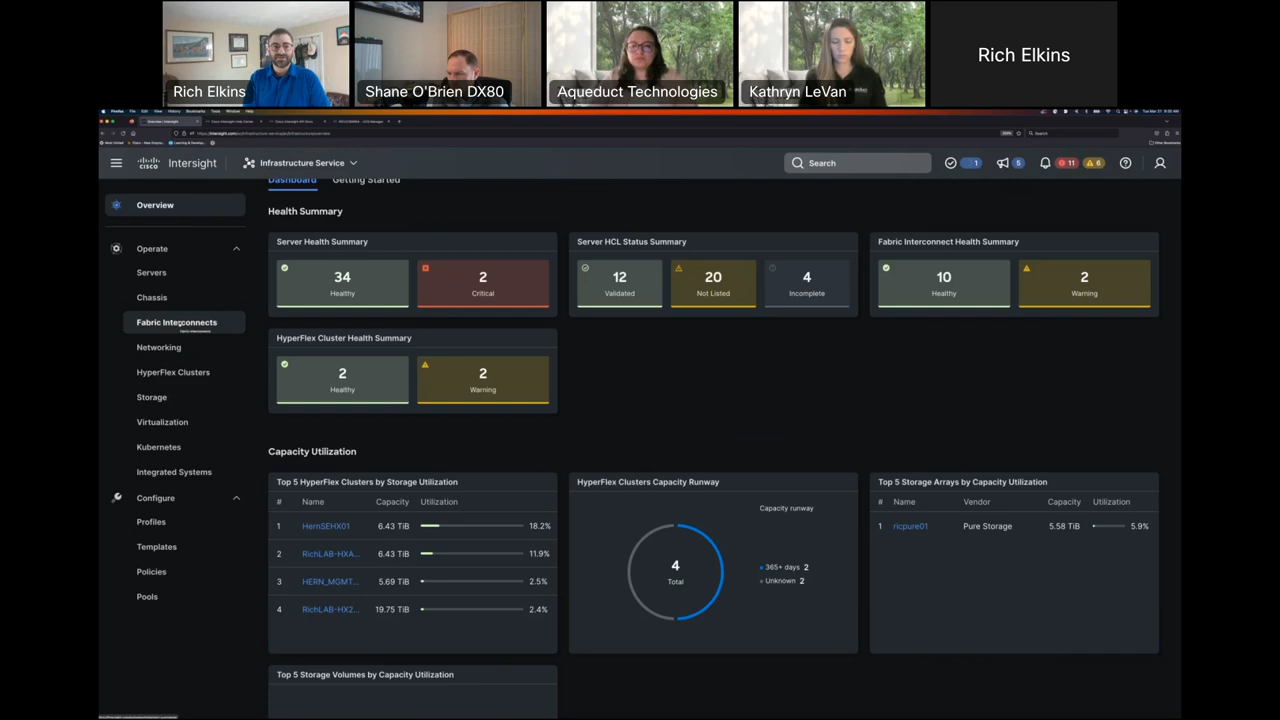 Rich Elkins
Shane O'Brien DX80
Aqueduct Technologies
Kathryn LeVan
Rich Elkins
CISCO Intersight
Infrastructure Service
Search
1
5
11
6
Overview
Operate
Servers
Chassis
Fabric Interconnects
Networking
HyperFlex Clusters
Storage
Virtualization
Kubernetes
Integrated Systems
Configure
Profiles
Templates
Policies
Pools
Dashboard Getting Started
Health Summary
Server Health Summary
34
Healthy
2
Critical
Server HCL Status Summary
12
Validated
20
Not Listed
4
Incomplete
Fabric Interconnect Health Summary
10
Healthy
2
Warning
HyperFlex Cluster Health Summary
2
Healthy
2
Warning
Capacity Utilization
Top 5 HyperFlex Clusters by Storage Utilization
# Name Capacity Utilization
1 HernSEHX01 6.43 TiB 18.2%
2 RichLAB-HXA... 6.43 TiB 11.9%
3 HERN_MGMT... 5.69 TiB 2.5%
4 RichLAB-HX2... 19.75 TiB 2.4%
HyperFlex Clusters Capacity Runway
4
Total
Capacity runway
365+ days 2
Unknown 2
Top 5 Storage Arrays by Capacity Utilization
# Name Vendor Capacity Utilization
1 ricpure01 Pure Storage 5.58 TiB 5.9%
Top 5 Storage Volumes by Capacity Utilization